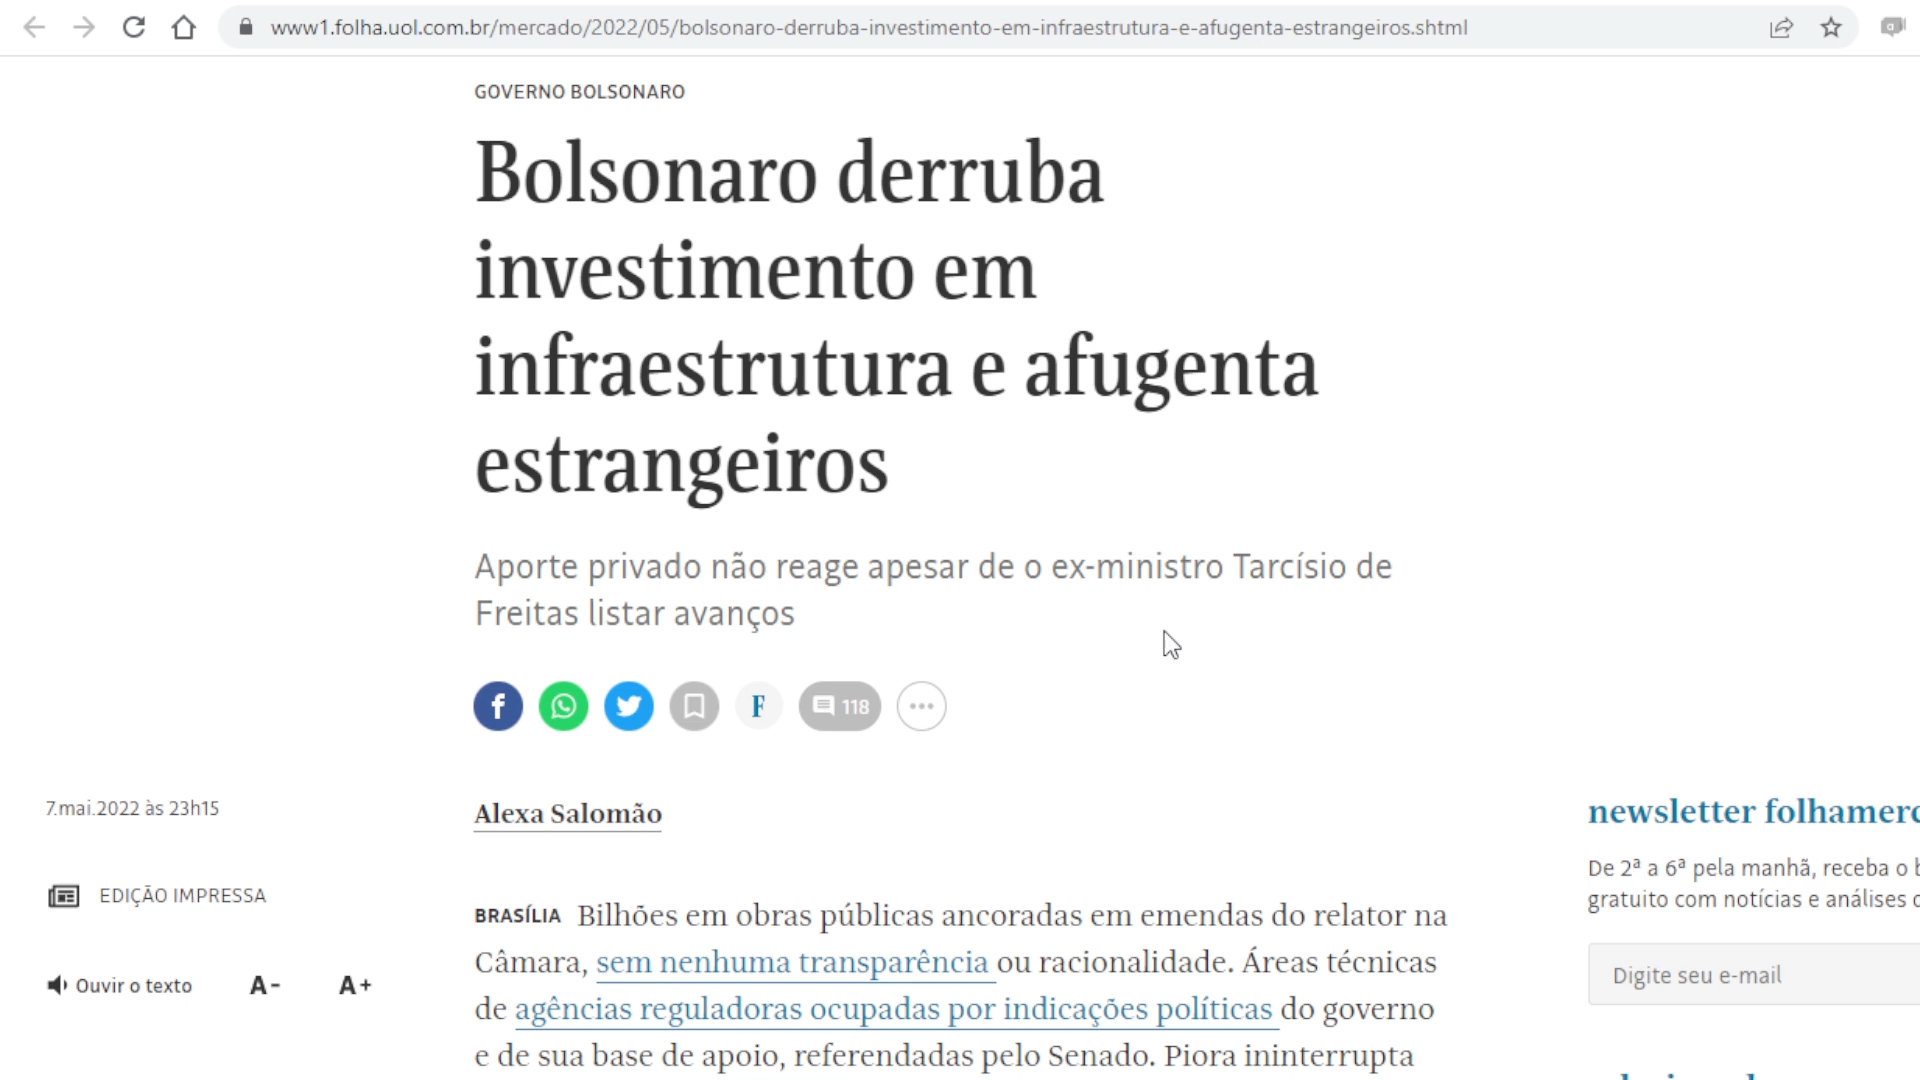 www1.folha.uol.com.br/mercado/2022/05/bolsonaro-derruba-investimento-em-infraestrutura-e-afugenta-estrangeiros.shtml
GOVERNO BOLSONARO
Bolsonaro derruba
investimento em
infraestrutura e afugenta
estrangeiros
Aporte privado não reage apesar de o ex-ministro Tarcísio de
Freitas listar avanços
f
F
118
7.mai.2022 às 23h15
Alexa Salomão
newsletter
EDIÇÃO IMPRESSA
De 2ª a 6ª pela manhã, receba o
gratuito com notícias e análises
BRASÍLIA Bilhões em obras públicas ancoradas em emendas do relator na
Câmara, sem nenhuma transparência ou racionalidade. Áreas técnicas
de agências reguladoras ocupadas por indicações políticas do governo
e de sua base de apoio, referendadas pelo Senado. Piora ininterrupta
Ouvir o texto A- A+
Digite seu e-mail